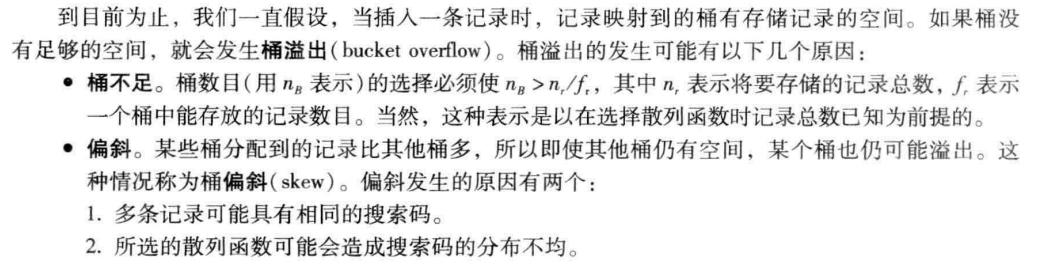 到目前为止，我们一直假设，当插入一条记录时，记录映射到的桶有存储记录的空间。如果桶没
有足够的空间，就会发生桶溢出(bucket overflow)。桶溢出的发生可能有以下几个原因：
● 桶不足。桶数目(用 n_B 表示)的选择必须使 n_B > n_r/f_r，其中 n_r 表示将要存储的记录总数，f_r 表示
一个桶中能存放的记录数目。当然，这种表示是以在选择散列函数时记录总数已知为前提的。
● 偏斜。某些桶分配到的记录比其他桶多，所以即使其他桶仍有空间，某个桶也仍可能溢出。这
种情况称为桶偏斜(skew)。偏斜发生的原因有两个：
1. 多条记录可能具有相同的搜索码。
2. 所选的散列函数可能会造成搜索码的分布不均。